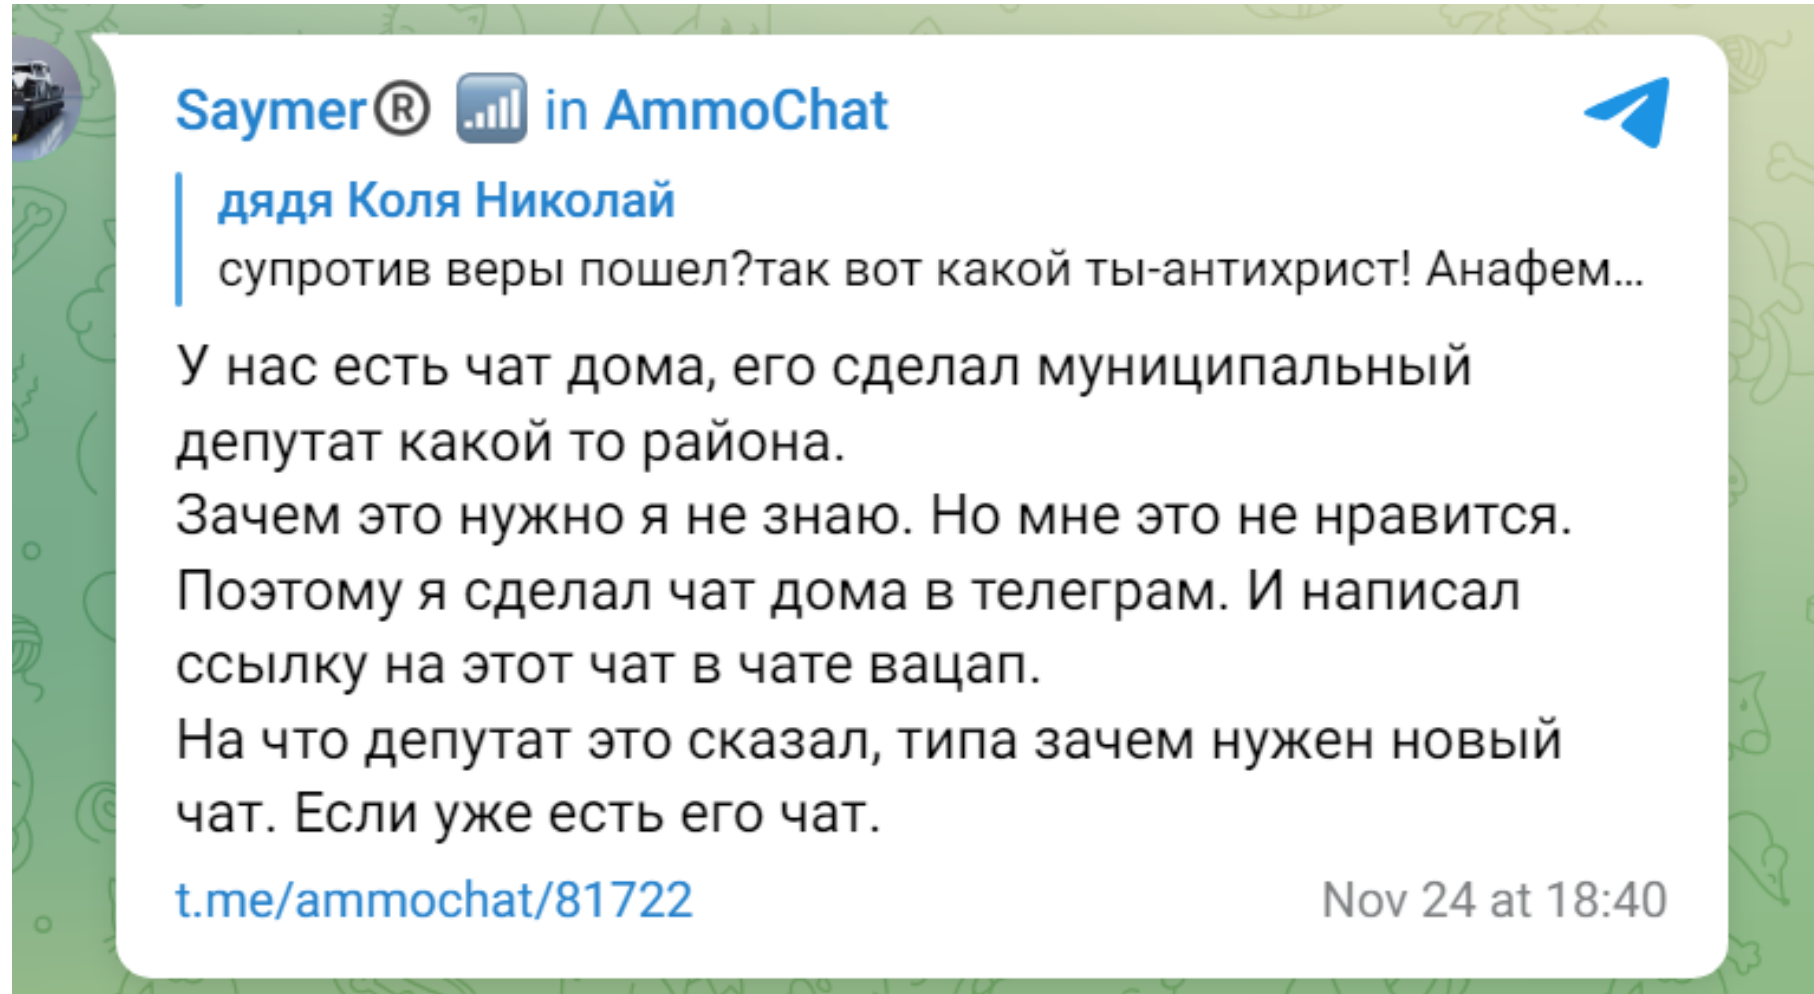 Saymer® in AmmoChat
дядя Коля Николай
супротив веры пошел?так вот какой ты-антихрист! Анафем...
У нас есть чат дома, его сделал муниципальный
депутат какой то района.
Зачем это нужно я не знаю. Но мне это не нравится.
Поэтому я сделал чат дома в телеграм. И написал
ссылку на этот чат в чате вацап.
На что депутат это сказал, типа зачем нужен новый
чат. Если уже есть его чат.
t.me/ammochat/81722
Nov 24 at 18:40